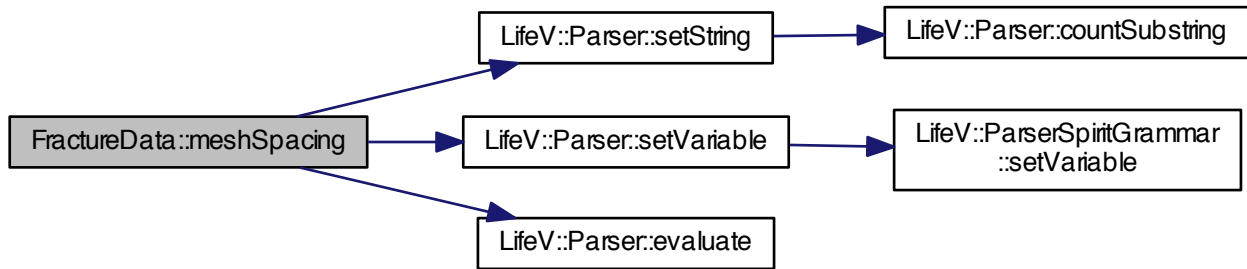 FractureData::meshSpacing
LifeV::Parser::setString
LifeV::Parser::countSubstring
LifeV::Parser::setVariable
LifeV::ParserSpiritGrammar
::setVariable
LifeV::Parser::evaluate